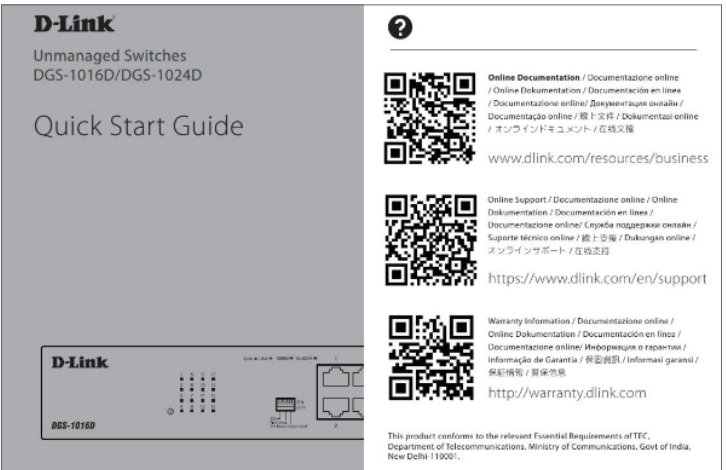 D-Link
Unmanaged Switches
DGS-1016D/DGS-1024D
Quick Start Guide
D-Link
1
2
DGS-1016D
?
Online Documentation / Documentazione online
/ Online Dokumentation / Documentación en línea
/ Documentazione online/ Документация онлайн /
Documentação online / 線上文件 / Dokumentasi online
/ オンラインドキュメント / 在线文檔
www.dlink.com/resources/business
Online Support / Documentazione online / Online
Dokumentation / Documentación en línea /
Documentazione online/ Служба поддержки онлайн /
Suporte técnico online / 線上支援 / Dukungan online /
オンラインサポート / 在线支持
https://www.dlink.com/en/support
Warranty Information / Documentazione online /
Online Dokumentation / Documentación en línea /
Documentazione online/ Информация о гарантии /
Informação de Garantia / 保固資訊 / Informasi garansi /
保証情報 / 質保信息
http://warranty.dlink.com
This product conforms to the relevant Essential Requirements of TEC,
Department of Telecommunications, Ministry of Communications, Govt of India,
New Delhi-110001.